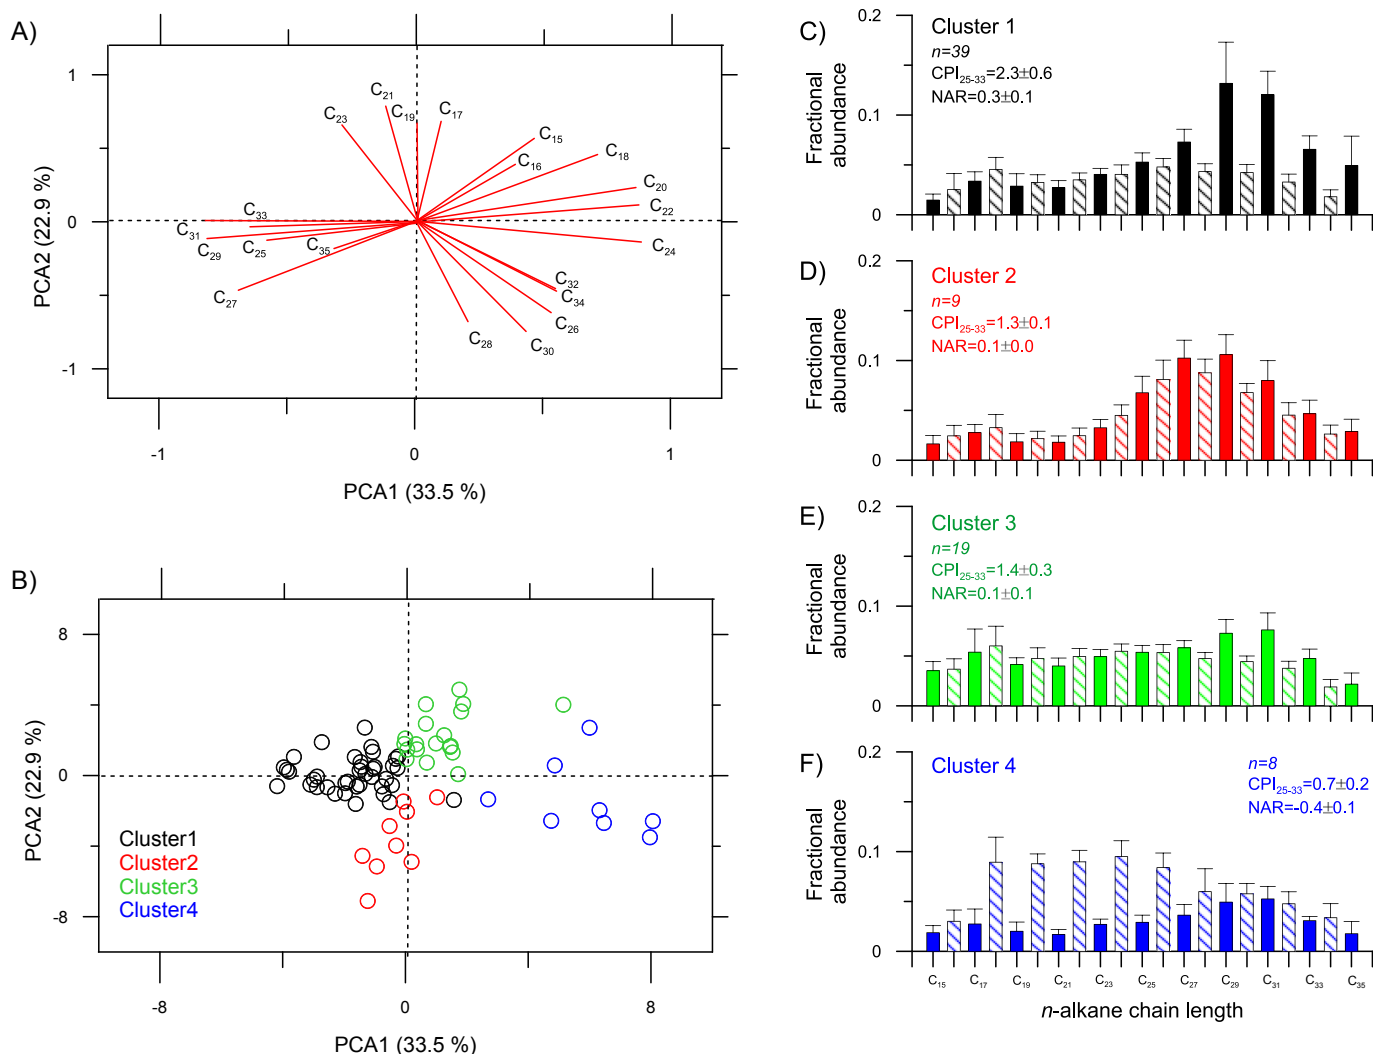 A)
1
0
-1
PCA2 (22.9 %)
C21
C19
C17
C23
C15
C16
C18
C20
C22
C33
C31
C29
C25
C35
C24
C27
C32
C34
C26
C28
C30
-1
0
1
PCA1 (33.5 %)
B)
8
0
-8
PCA2 (22.9 %)
Cluster1
Cluster2
Cluster3
Cluster4
-8
0
8
PCA1 (33.5 %)
C)
0.2
0.1
0
Fractional
abundance
Cluster 1
n=39
CPI25-33=2.3±0.6
NAR=0.3±0.1
D)
0.2
0.1
0
Fractional
abundance
Cluster 2
n=9
CPI25-33=1.3±0.1
NAR=0.1±0.0
E)
0.2
0.1
0
Fractional
abundance
Cluster 3
n=19
CPI25-33=1.4±0.3
NAR=0.1±0.1
F)
0.2
0.1
0
Fractional
abundance
Cluster 4
n=8
CPI25-33=0.7±0.2
NAR=-0.4±0.1
C15 C17 C19 C21 C23 C25 C27 C29 C31 C33 C35
n-alkane chain length